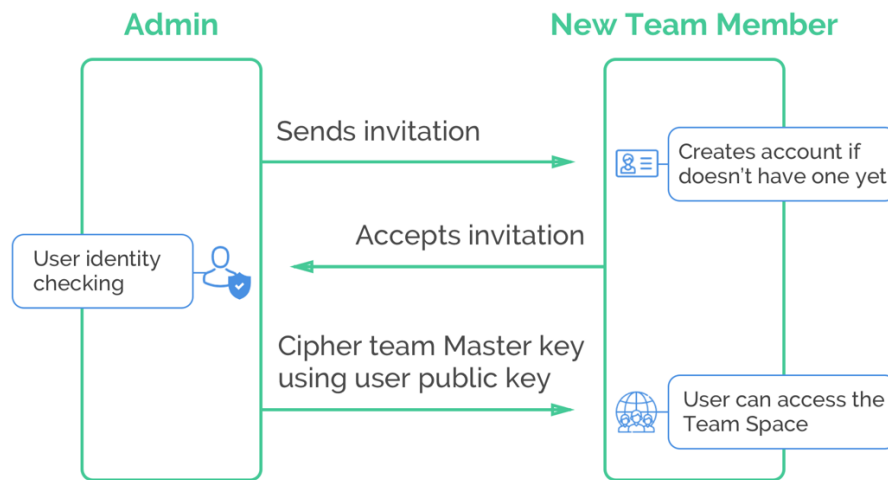 Admin
New Team Member
Sends invitation
Creates account if
doesn't have one yet
Accepts invitation
User identity
checking
Cipher team Master key
using user public key
User can access the
Team Space